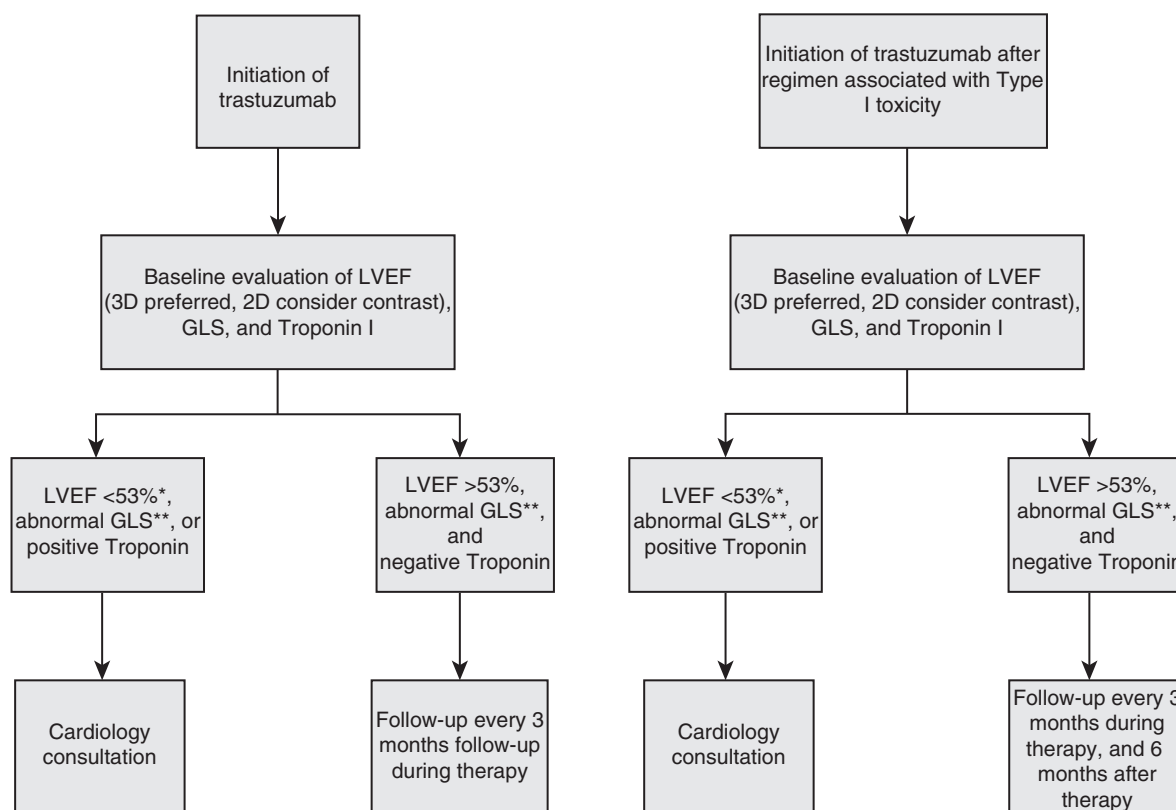 Initiation of
trastuzumab
Baseline evaluation of LVEF
(3D preferred, 2D consider contrast),
GLS, and Troponin I
LVEF <53%*,
abnormal GLS**, or
positive Troponin
LVEF >53%,
abnormal GLS**,
and
negative Troponin
Cardiology
consultation
Follow-up every 3
months follow-up
during therapy
Initiation of trastuzumab after
regimen associated with Type
I toxicity
Baseline evaluation of LVEF
(3D preferred, 2D consider contrast),
GLS, and Troponin I
LVEF <53%*,
abnormal GLS**, or
positive Troponin
LVEF >53%,
abnormal GLS**,
and
negative Troponin
Cardiology
consultation
Follow-up every 3
months during
therapy, and 6
months after
therapy